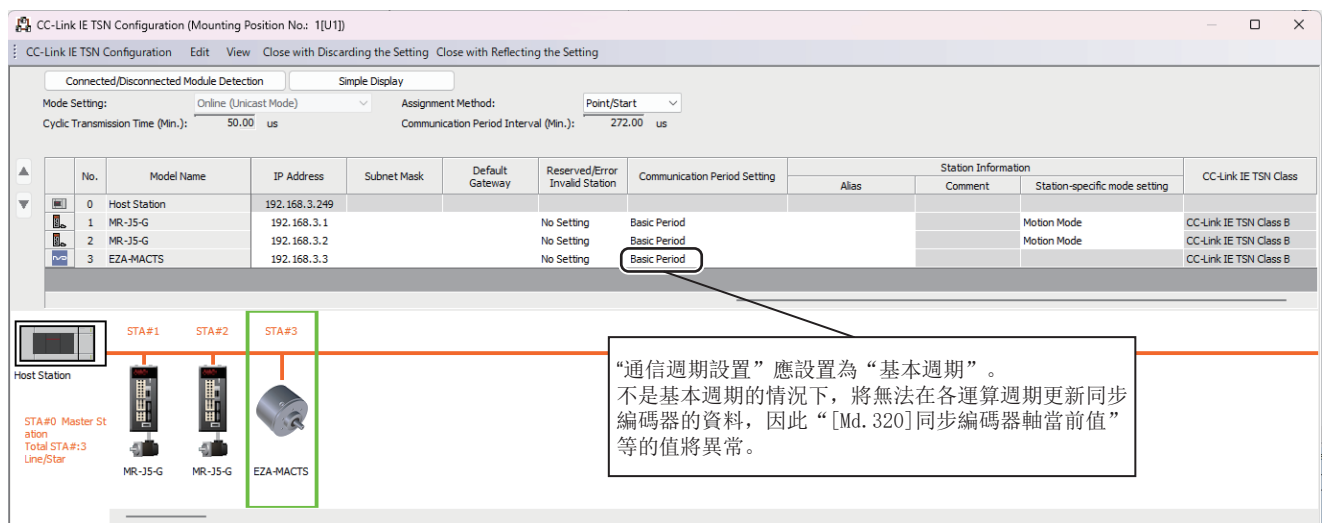 CC-Link IE TSN Configuration (Mounting Position No.: 1[U1])
CC-Link IE TSN Configuration Edit View Close with Discarding the Setting Close with Reflecting the Setting
Connected/Disconnected Module Detection Simple Display
Mode Setting: Online (Unicast Mode) Assignment Method: Point/Start
Cyclic Transmission Time (Min.): 50.00 us Communication Period Interval (Min.): 272.00 us
No. Model Name IP Address Subnet Mask Default Gateway Reserved/Error Invalid Station Communication Period Setting Station Information CC-Link IE TSN Class
Alias Comment Station-specific mode setting
0 Host Station 192.168.3.249
1 MR-J5-G 192.168.3.1 No Setting Basic Period Motion Mode CC-Link IE TSN Class B
2 MR-J5-G 192.168.3.2 No Setting Basic Period Motion Mode CC-Link IE TSN Class B
3 EZA-MACTS 192.168.3.3 No Setting Basic Period CC-Link IE TSN Class B
STA#1 STA#2 STA#3
Host Station
STA#0 Master St
ation
Total STA#:3
Line/Star
MR-J5-G MR-J5-G EZA-MACTS
“通信週期設置”應設置為“基本週期”。
不是基本週期的情況下，將無法在各運算週期更新同步
編碼器的資料，因此“[Md.320]同步編碼器軸當前值”
等的值將異常。